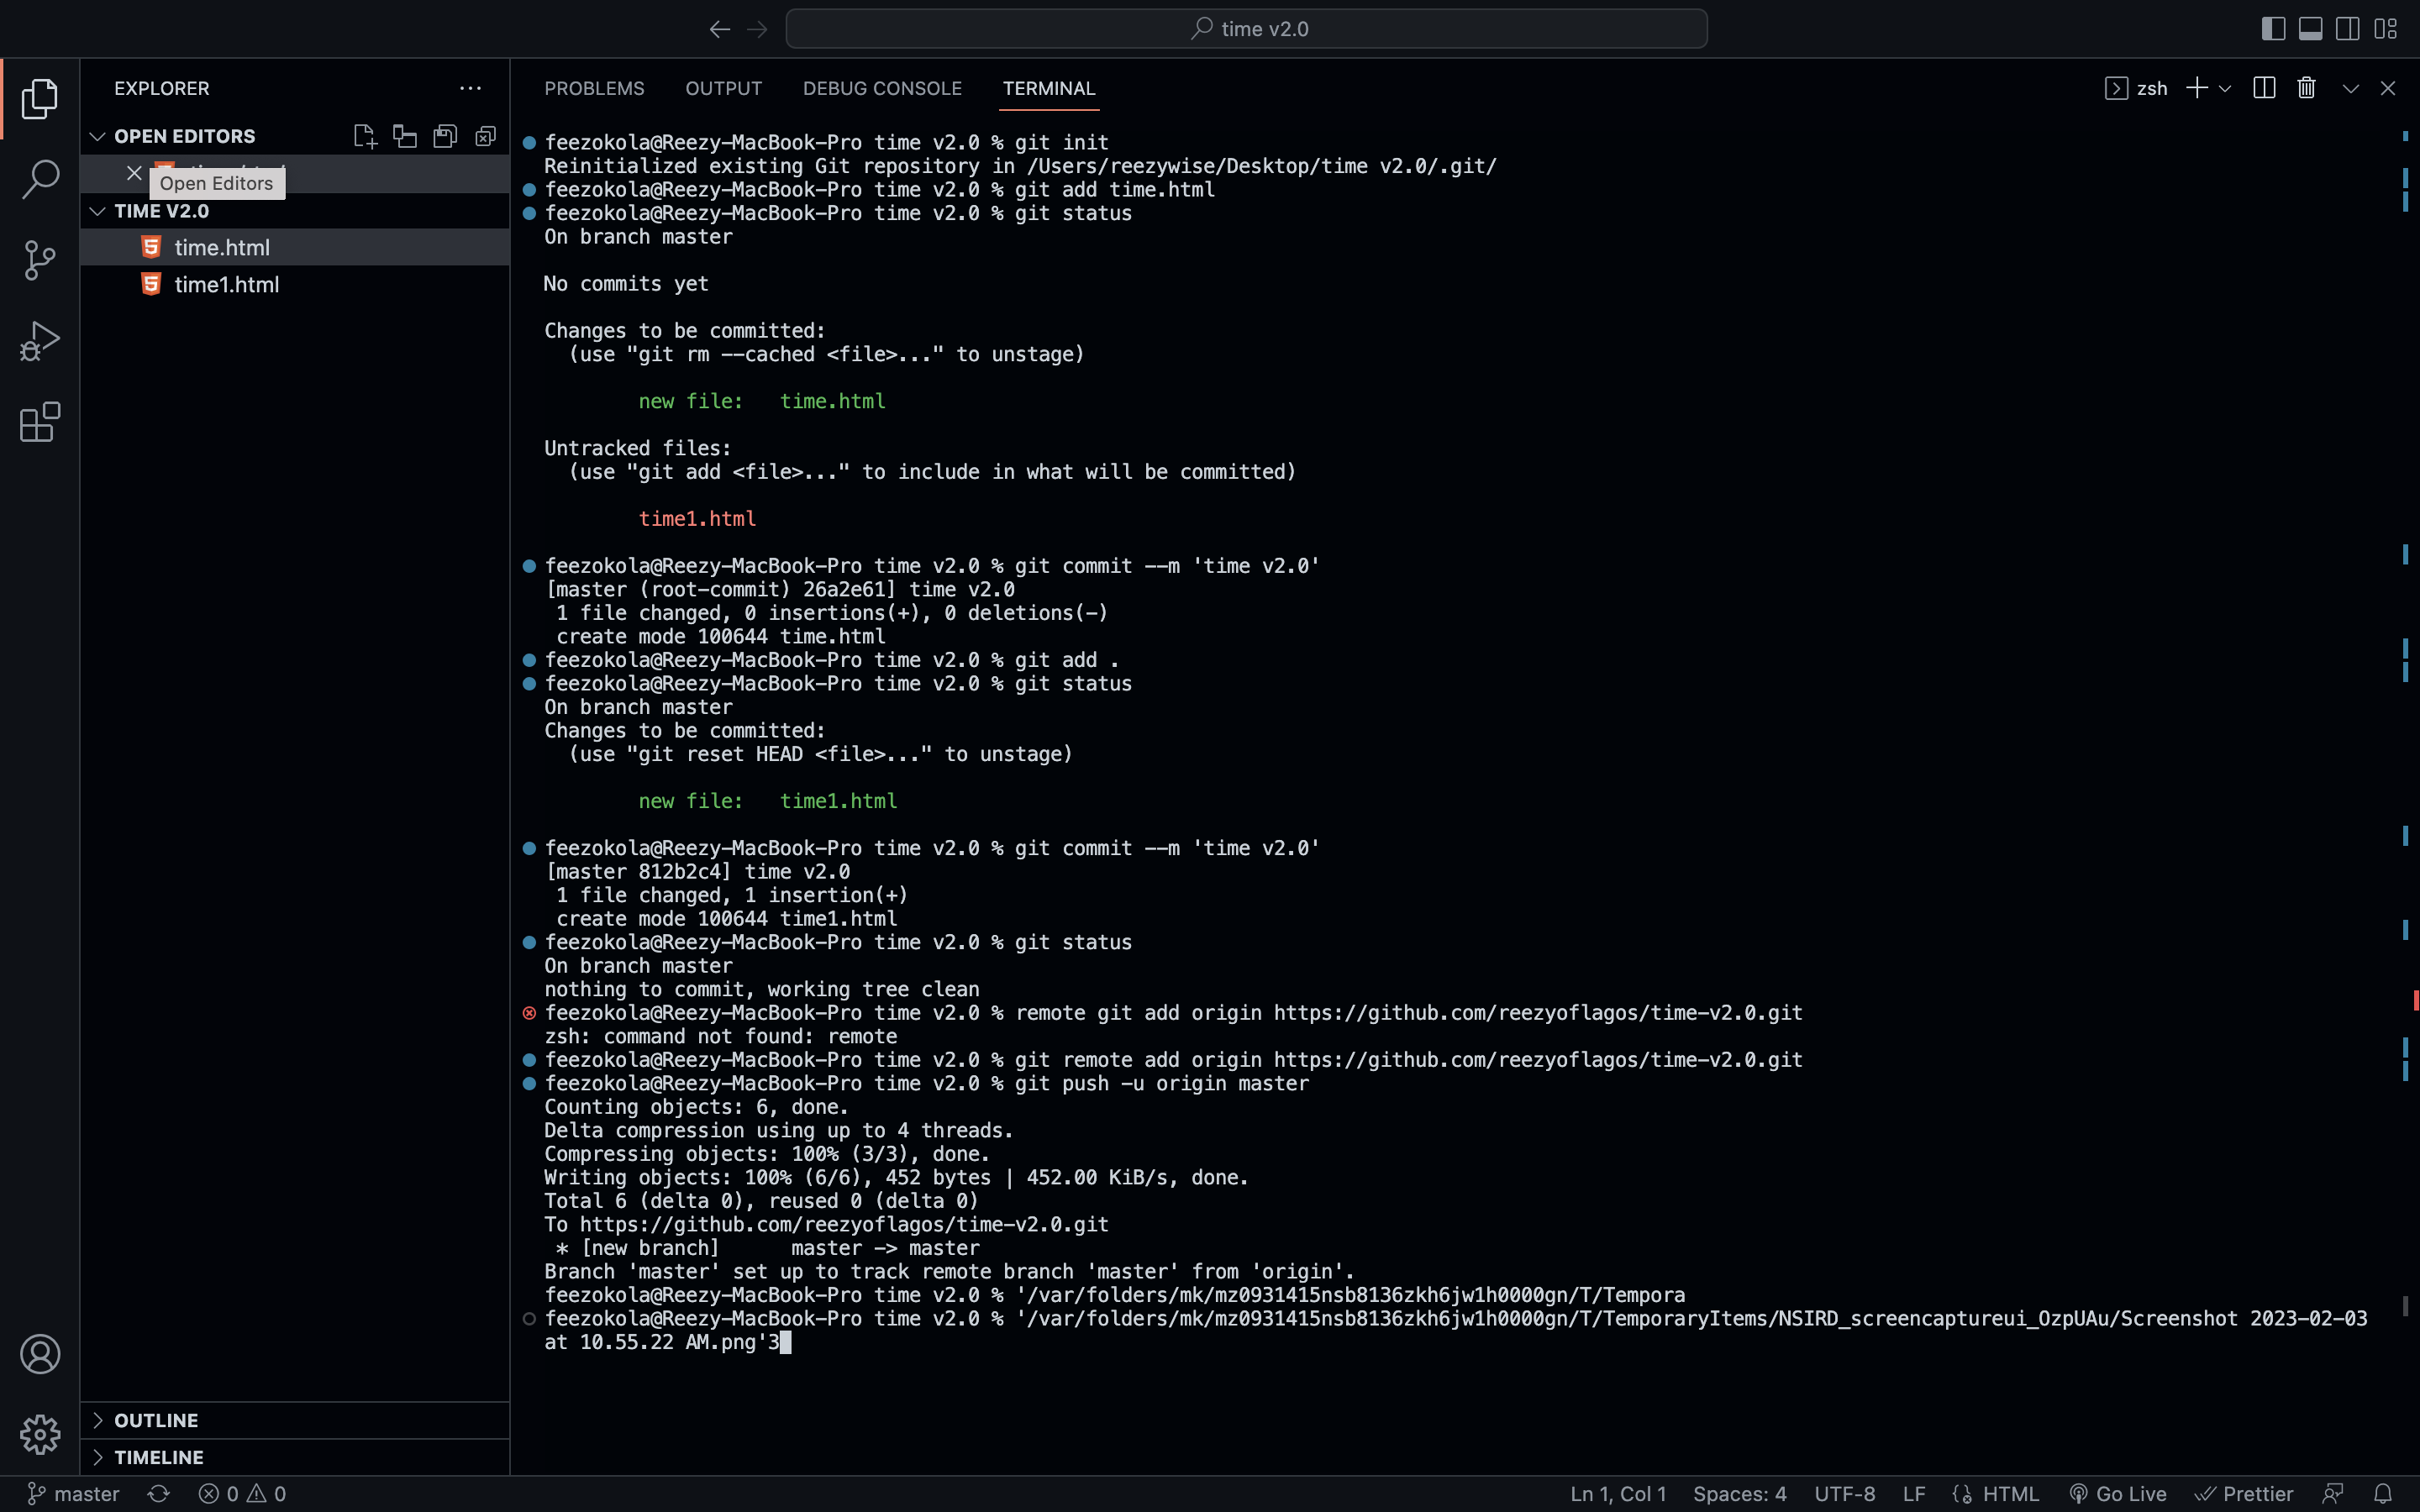 time v2.0
EXPLORER
OPEN EDITORS
Open Editors
TIME V2.0
time.html
time1.html
OUTLINE
TIMELINE
PROBLEMS OUTPUT DEBUG CONSOLE TERMINAL
zsh
feezokola@Reezy-MacBook-Pro time v2.0 % git init
Reinitialized existing Git repository in /Users/reezywise/Desktop/time v2.0/.git/
feezokola@Reezy-MacBook-Pro time v2.0 % git add time.html
feezokola@Reezy-MacBook-Pro time v2.0 % git status
On branch master
No commits yet
Changes to be committed:
(use "git rm --cached <file>..." to unstage)
new file:   time.html
Untracked files:
(use "git add <file>..." to include in what will be committed)
time1.html
feezokola@Reezy-MacBook-Pro time v2.0 % git commit --m 'time v2.0'
[master (root-commit) 26a2e61] time v2.0
1 file changed, 0 insertions(+), 0 deletions(-)
create mode 100644 time.html
feezokola@Reezy-MacBook-Pro time v2.0 % git add .
feezokola@Reezy-MacBook-Pro time v2.0 % git status
On branch master
Changes to be committed:
(use "git reset HEAD <file>..." to unstage)
new file:   time1.html
feezokola@Reezy-MacBook-Pro time v2.0 % git commit --m 'time v2.0'
[master 812b2c4] time v2.0
1 file changed, 1 insertion(+)
create mode 100644 time1.html
feezokola@Reezy-MacBook-Pro time v2.0 % git status
On branch master
nothing to commit, working tree clean
feezokola@Reezy-MacBook-Pro time v2.0 % remote git add origin https://github.com/reezyoflagos/time-v2.0.git
zsh: command not found: remote
feezokola@Reezy-MacBook-Pro time v2.0 % git remote add origin https://github.com/reezyoflagos/time-v2.0.git
feezokola@Reezy-MacBook-Pro time v2.0 % git push -u origin master
Counting objects: 6, done.
Delta compression using up to 4 threads.
Compressing objects: 100% (3/3), done.
Writing objects: 100% (6/6), 452 bytes | 452.00 KiB/s, done.
Total 6 (delta 0), reused 0 (delta 0)
To https://github.com/reezyoflagos/time-v2.0.git
* [new branch]      master -> master
Branch 'master' set up to track remote branch 'master' from 'origin'.
feezokola@Reezy-MacBook-Pro time v2.0 % '/var/folders/mk/mz0931415nsb8136zkh6jw1h0000gn/T/Tempora
feezokola@Reezy-MacBook-Pro time v2.0 % '/var/folders/mk/mz0931415nsb8136zkh6jw1h0000gn/T/TemporaryItems/NSIRD_screencaptureui_OzpUAu/Screenshot 2023-02-03
at 10.55.22 AM.png'3
master 0 0 Ln 1, Col 1 Spaces: 4 UTF-8 LF HTML Go Live Prettier